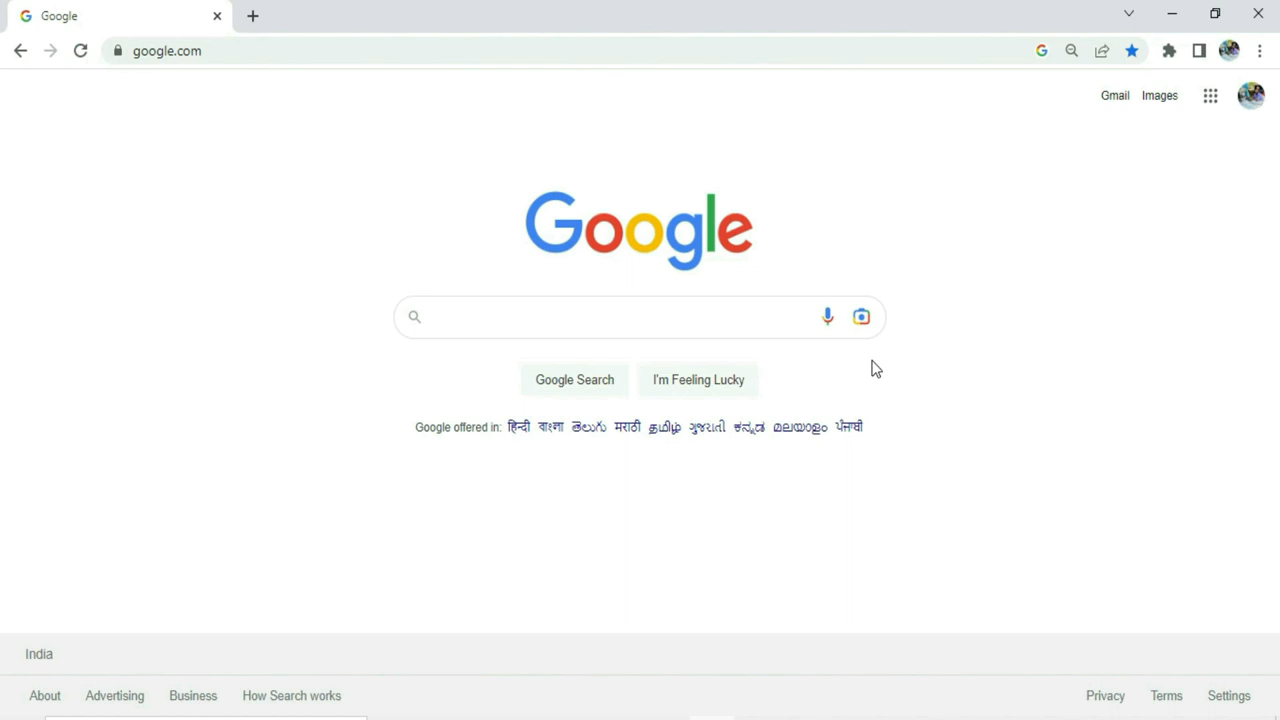 Google
google.com
Gmail Images
Google
Google Search I'm Feeling Lucky
Google offered in: हिन्दी বাংলা తెలుగు मराठी தமிழ் ગુજરાતી ಕನ್ನಡ മലയാളം ਪੰਜਾਬੀ
India
About Advertising Business How Search works Privacy Terms Settings